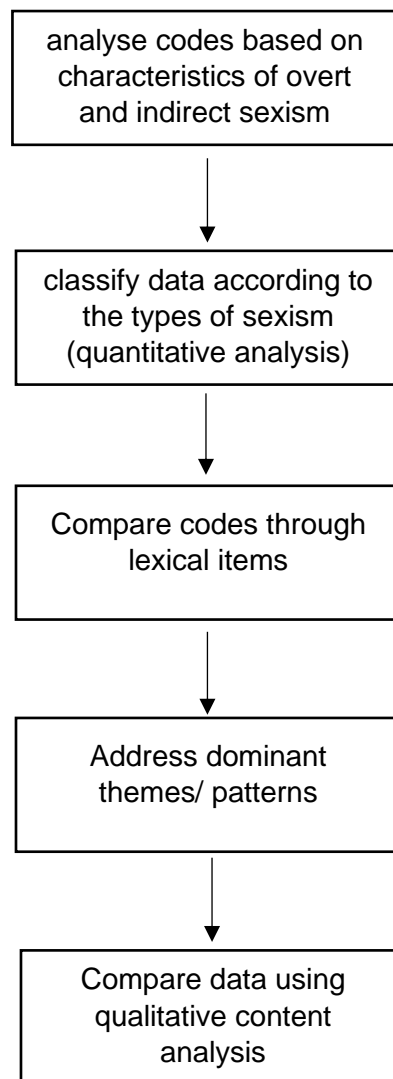 analyse codes based on
characteristics of overt
and indirect sexism
classify data according to
the types of sexism
(quantitative analysis)
Compare codes through
lexical items
Address dominant
themes/ patterns
Compare data using
qualitative content
analysis